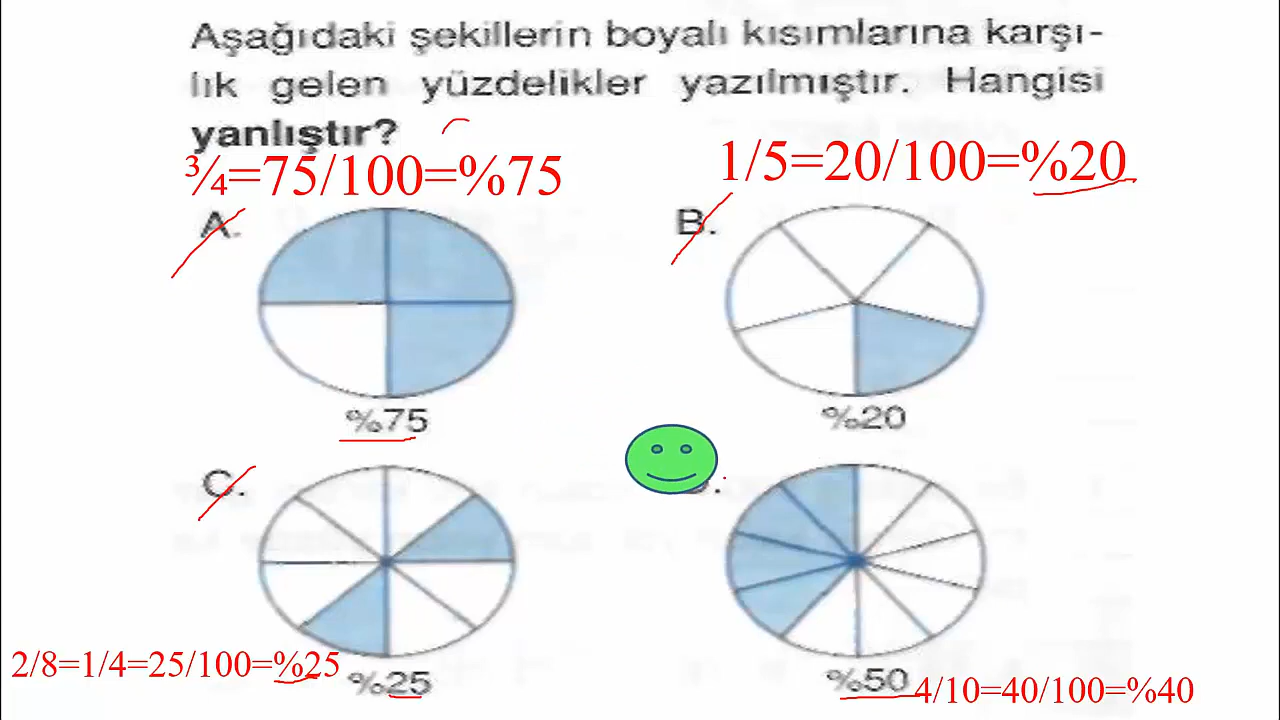 Aşağıdaki şekillerin boyalı kısımlarına karşı-
lık gelen yüzdelikler yazılmıştır. Hangisi
yanlıştır?
¾=75/100=%75
1/5=20/100=%20
A.
B.
%75
%20
C.
D.
2/8=1/4=25/100=%25
%25
%50
4/10=40/100=%40